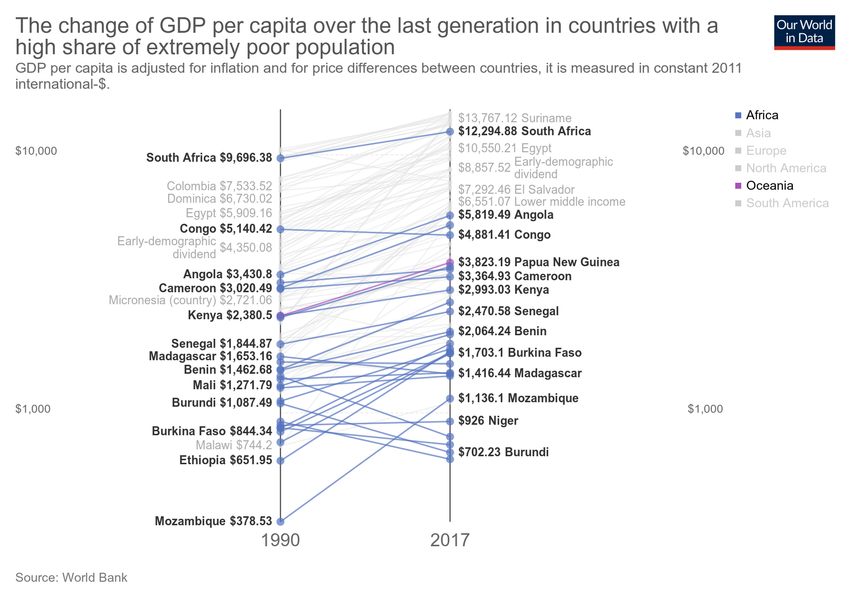 The change of GDP per capita over the last generation in countries with a
high share of extremely poor population
GDP per capita is adjusted for inflation and for price differences between countries, it is measured in constant 2011
international-$.
Our World
in Data
$10,000
$1,000
South Africa $9,696.38
Colombia $7,533.52
Dominica $6,730.02
Egypt $5,909.16
Congo $5,140.42
Early-demographic
dividend $4,350.08
Angola $3,430.8
Cameroon $3,020.49
Micronesia (country) $2,721.06
Kenya $2,380.5
Senegal $1,844.87
Madagascar $1,653.16
Benin $1,462.68
Mali $1,271.79
Burundi $1,087.49
Burkina Faso $844.34
Malawi $744.2
Ethiopia $651.95
Mozambique $378.53
$13,767.12 Suriname
$12,294.88 South Africa
$10,550.21 Egypt
$8,857.52 Early-demographic
dividend
$7,292.46 El Salvador
$6,551.07 Lower middle income
$5,819.49 Angola
$4,881.41 Congo
$3,823.19 Papua New Guinea
$3,364.93 Cameroon
$2,993.03 Kenya
$2,470.58 Senegal
$2,064.24 Benin
$1,703.1 Burkina Faso
$1,416.44 Madagascar
$1,136.1 Mozambique
$926 Niger
$702.23 Burundi
$10,000
$1,000
Africa
Asia
Europe
North America
Oceania
South America
1990
2017
Source: World Bank